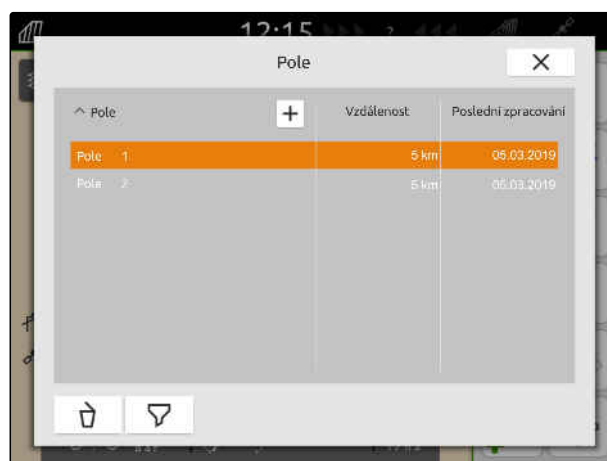 12:15
Pole
^ Pole + Vzdálenost Poslední zpracování
Pole 1 5 km 05.03.2019
Pole 2 5 km 05.03.2019